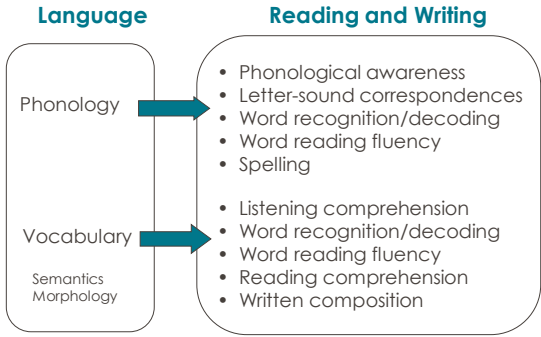 Language
Reading and Writing
Phonology
• Phonological awareness
• Letter-sound correspondences
• Word recognition/decoding
• Word reading fluency
• Spelling
Vocabulary
Semantics
Morphology
• Listening comprehension
• Word recognition/decoding
• Word reading fluency
• Reading comprehension
• Written composition